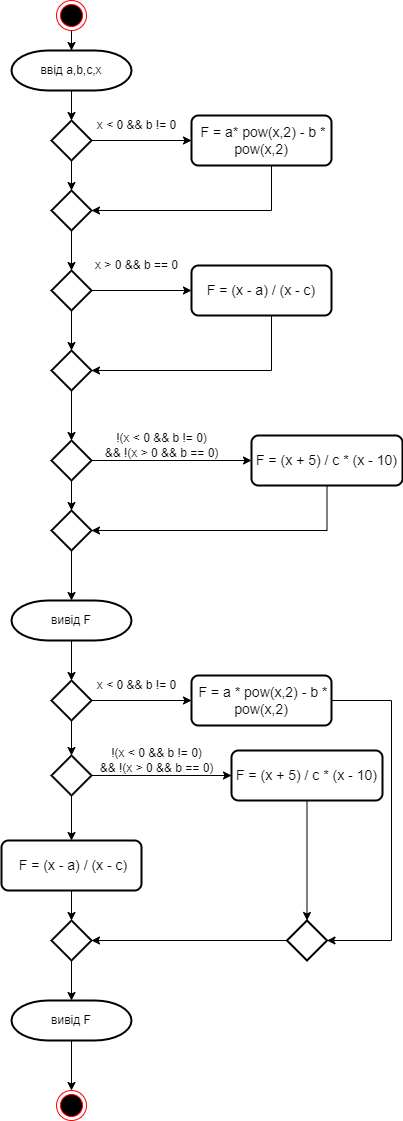 ввід a,b,c,x
x < 0 && b != 0
F = a* pow(x,2) - b *
pow(x,2)
x > 0 && b == 0
F = (x - a) / (x - c)
!(x < 0 && b != 0)
&& !(x > 0 && b == 0)
F = (x + 5) / c * (x - 10)
вивід F
x < 0 && b != 0
F = a * pow(x,2) - b *
pow(x,2)
!(x < 0 && b != 0)
&& !(x > 0 && b == 0)
F = (x + 5) / c * (x - 10)
F = (x - a) / (x - c)
вивід F